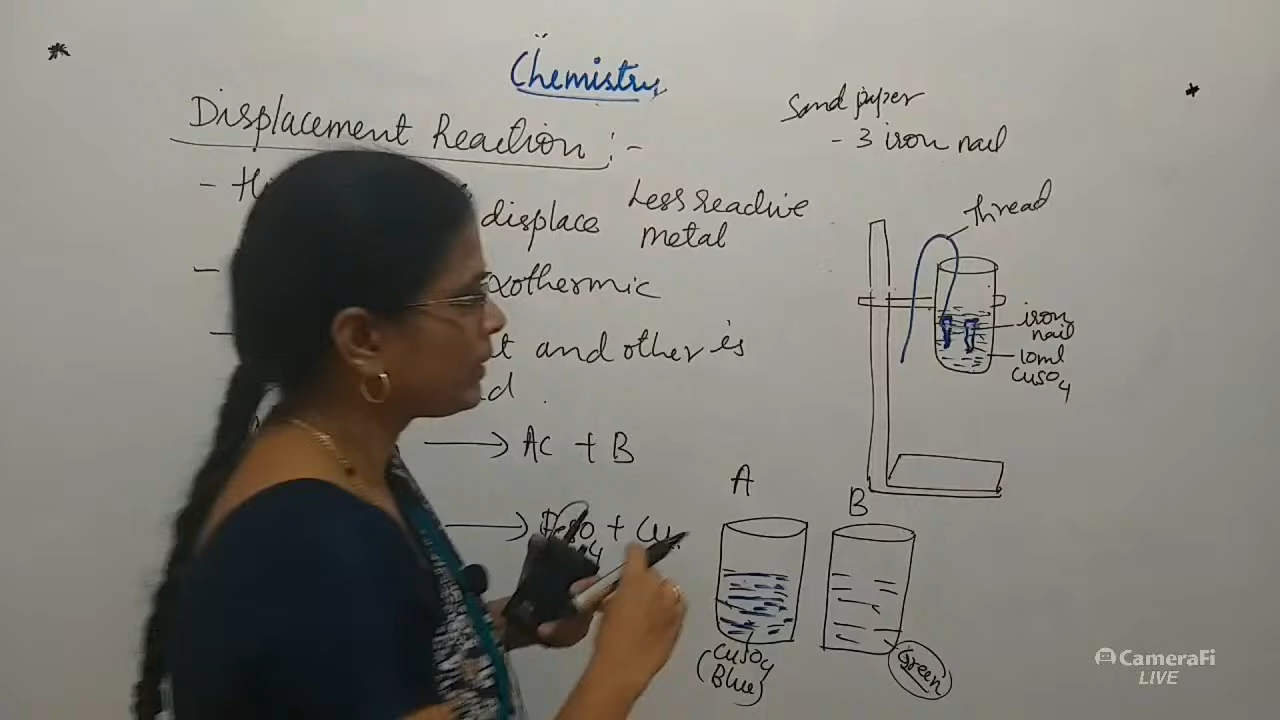 Chemistry
Displacement Reaction :-
displace Less reactive
metal
exothermic
and other is
→ AC + B
→ + Cu
Sand paper
- 3 iron nail
thread
iron
nail
10ml
CuSO4
A
B
CuSO4
(Blue)
Green
CameraFi
LIVE